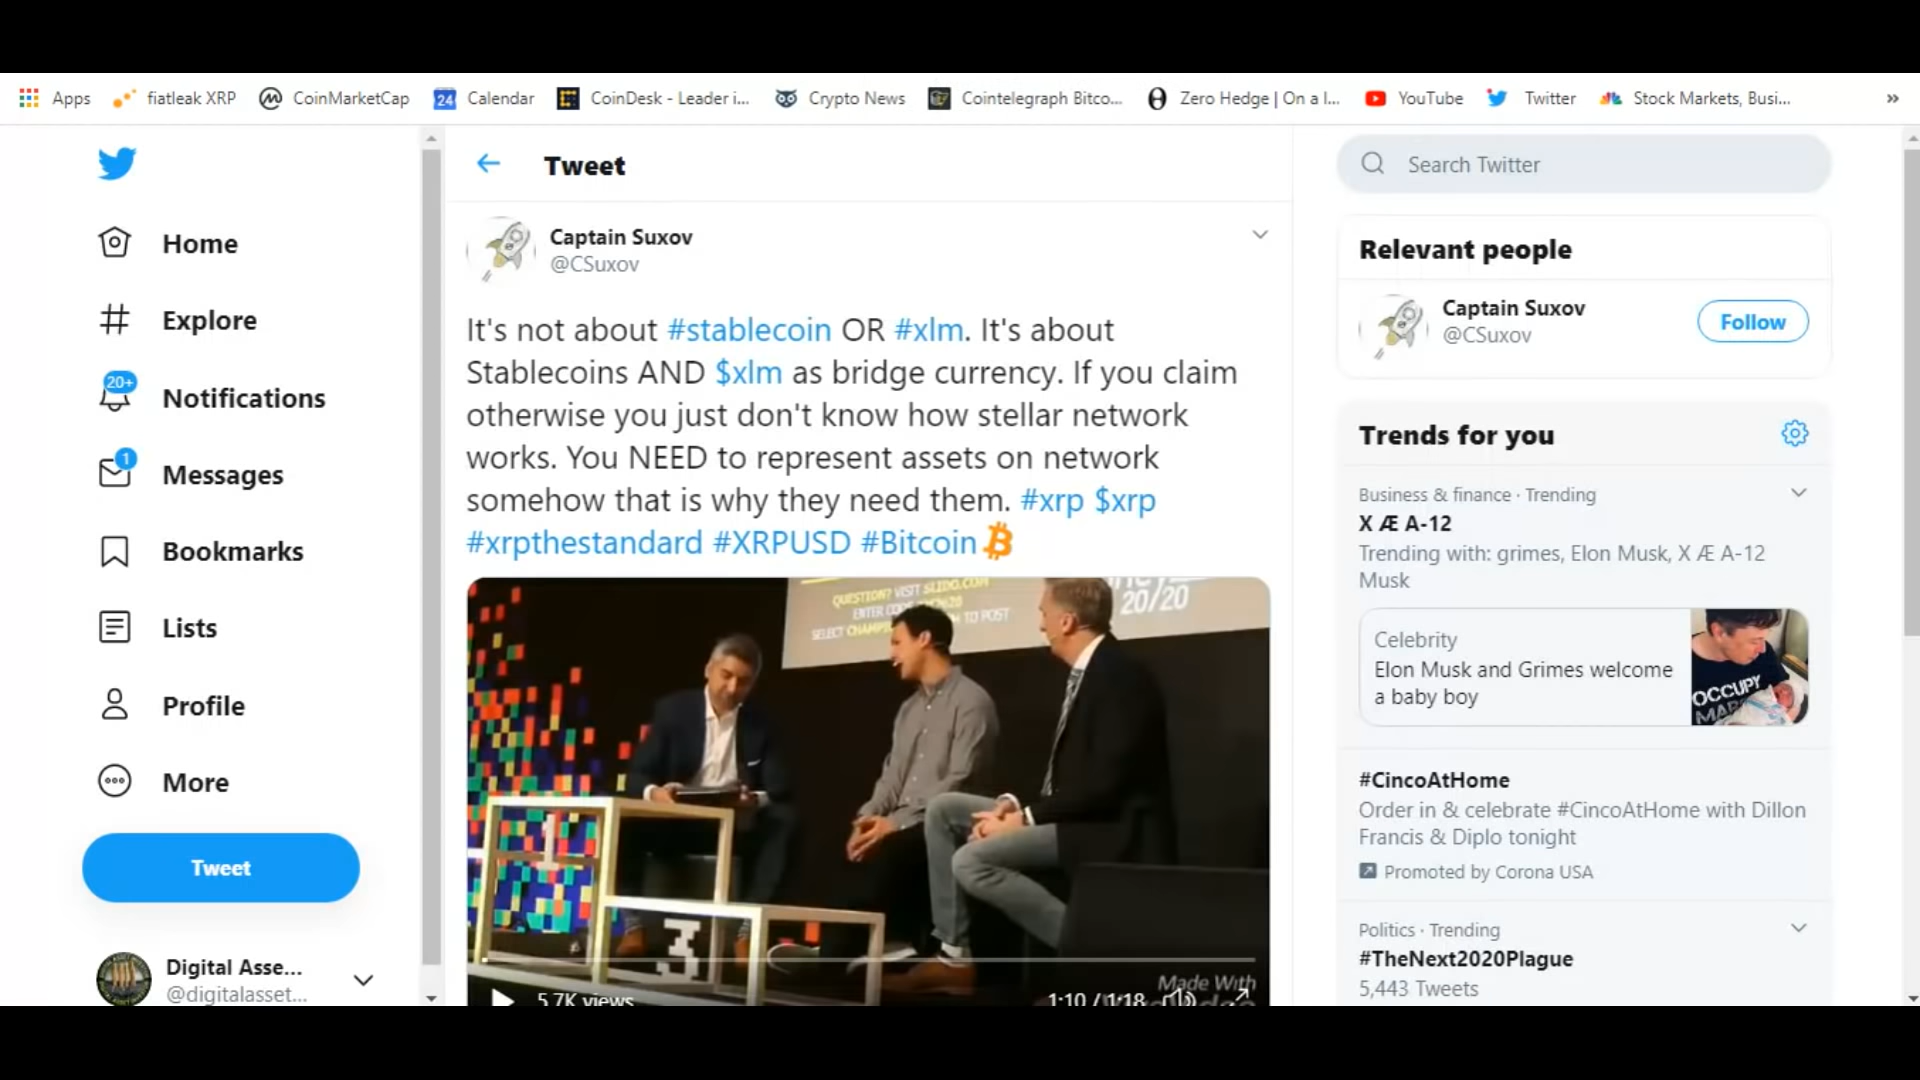 Apps fiatleak XRP CoinMarketCap 24 Calendar CoinDesk - Leader i... Crypto News Cointelegraph Bitco... Zero Hedge | On a l... YouTube Twitter Stock Markets, Busi... »
Home
Explore
20+
Notifications
1
Messages
Bookmarks
Lists
Profile
More
Tweet
Digital Asse...
@digitalasset...
Tweet
Captain Suxov
@CSuxov
It's not about #stablecoin OR #xlm. It's about
Stablecoins AND $xlm as bridge currency. If you claim
otherwise you just don't know how stellar network
works. You NEED to represent assets on network
somehow that is why they need them. #xrp $xrp
#xrpthestandard #XRPUSD #Bitcoin
QUESTION? VISIT SLIDO.COM
ENTER
SELECT
TO POST
20/20
1
3
Made With
5.7K views
1:10 / 1:18
Search Twitter
Relevant people
Captain Suxov
@CSuxov
Follow
Trends for you
Business & finance · Trending
X Æ A-12
Trending with: grimes, Elon Musk, X Æ A-12
Musk
Celebrity
Elon Musk and Grimes welcome
a baby boy
OCCUPY
MARS
#CincoAtHome
Order in & celebrate #CincoAtHome with Dillon
Francis & Diplo tonight
Promoted by Corona USA
Politics · Trending
#TheNext2020Plague
5,443 Tweets